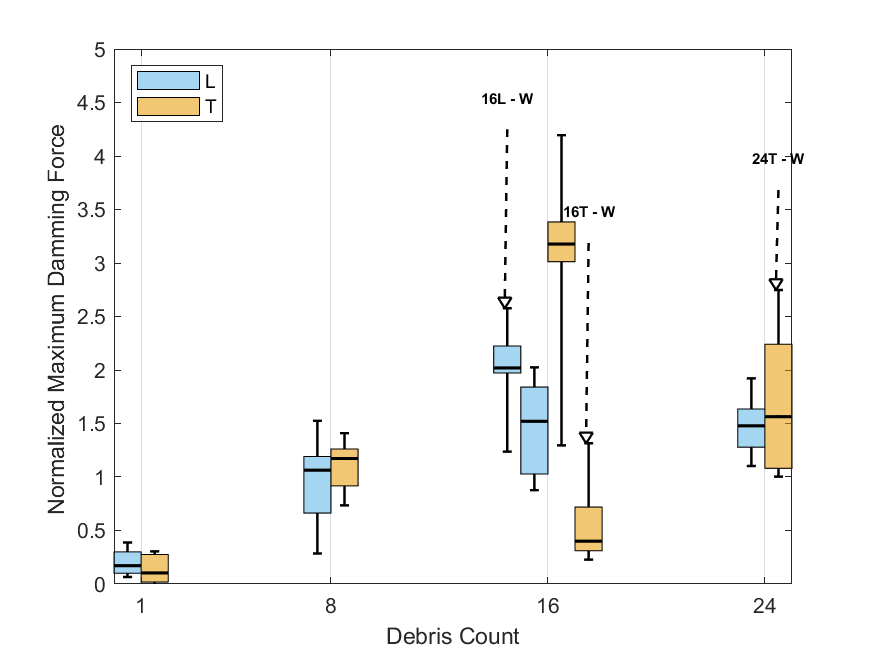 5
4.5
4
3.5
3
2.5
2
1.5
1
0.5
0
Normalized Maximum Damming Force
L
T
16L - W
16T - W
24T - W
1
8
16
24
Debris Count